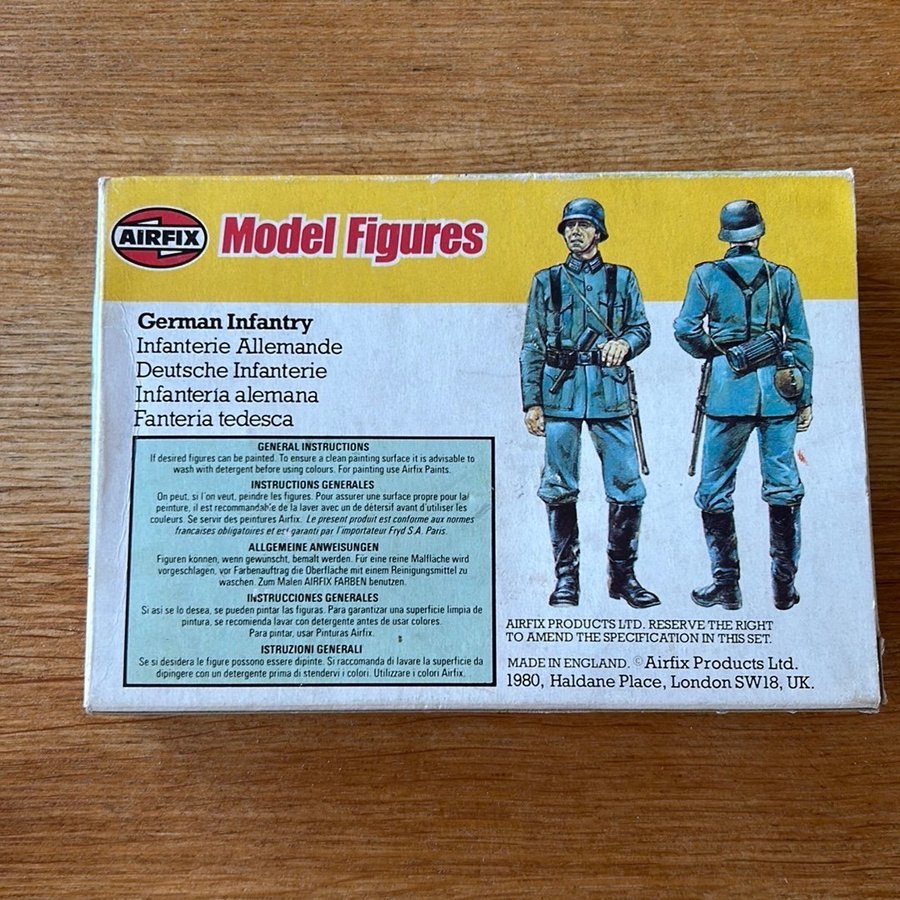 AIRFIX
Model Figures
German Infantry
Infanterie Allemande
Deutsche Infanterie
Infantería alemana
Fanteria tedesca
GENERAL INSTRUCTIONS
If desired figures can be painted. To ensure a clean painting surface it is advisable to
wash with detergent before using colours. For painting use Airfix Paints.
INSTRUCTIONS GENERALES
On peut, si l'on veut, peindre les figures. Pour assurer une surface propre pour la
peinture, il est recommandable de la laver avec un détersif avant d'utiliser les
couleurs. Se servir des peintures Airfix. Le present produit est conforme aux normes
francaises obligatoires et est garanti par l'importateur Fryd S.A. Paris.
ALLGEMEINE ANWEISUNGEN
Figuren konnen, wenn gewünscht, bemalt werden. Für eine reine Malfläche wird
vorgeschlagen, vor Farbenauftrag die Oberfläche mit einem Reinigungsmittel zu
waschen. Zum Malen AIRFIX FARBEN benutzen.
INSTRUCCIONES GENERALES
Si asi se lo desea, se pueden pintar las figuras. Para garantizar una superficie limpia de
pintura, se recomienda lavar con detergente antes de usar colores.
Para pintar, usar Pinturas Airfix.
ISTRUZIONI GENERALI
Se si desidera le figure possono essere dipinte. Si raccomanda di lavare la superficie da
dipingere con un detergente prima di stendervi i colori. Utilizzare i colori Airfix.
AIRFIX PRODUCTS LTD. RESERVE THE RIGHT
TO AMEND THE SPECIFICATION IN THIS SET.
MADE IN ENGLAND. © Airfix Products Ltd.
1980, Haldane Place, London SW18, UK.